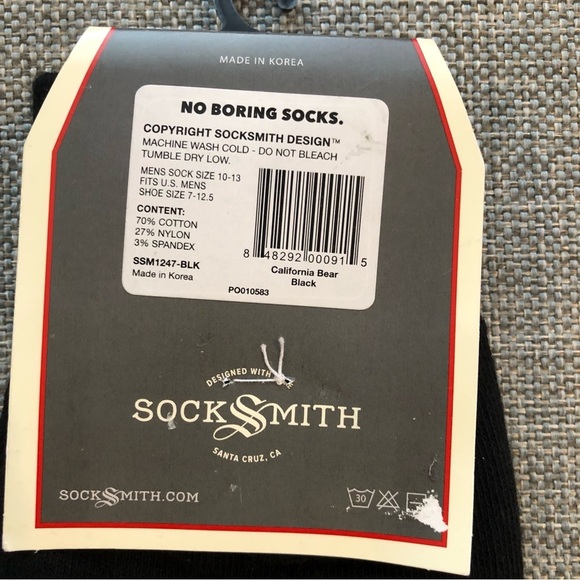 MADE IN KOREA
NO BORING SOCKS.
COPYRIGHT SOCKSMITH DESIGN™
MACHINE WASH COLD - DO NOT BLEACH
TUMBLE DRY LOW.
MENS SOCK SIZE 10-13
FITS U.S. MENS
SHOE SIZE 7-12.5
CONTENT:
70% COTTON
27% NYLON
3% SPANDEX
SSM1247-BLK
Made in Korea
8 48292 00091 5
California Bear
Black
PO010583
DESIGNED WITH
SOCKSMITH
SANTA CRUZ, CA
SOCKSMITH.COM
30